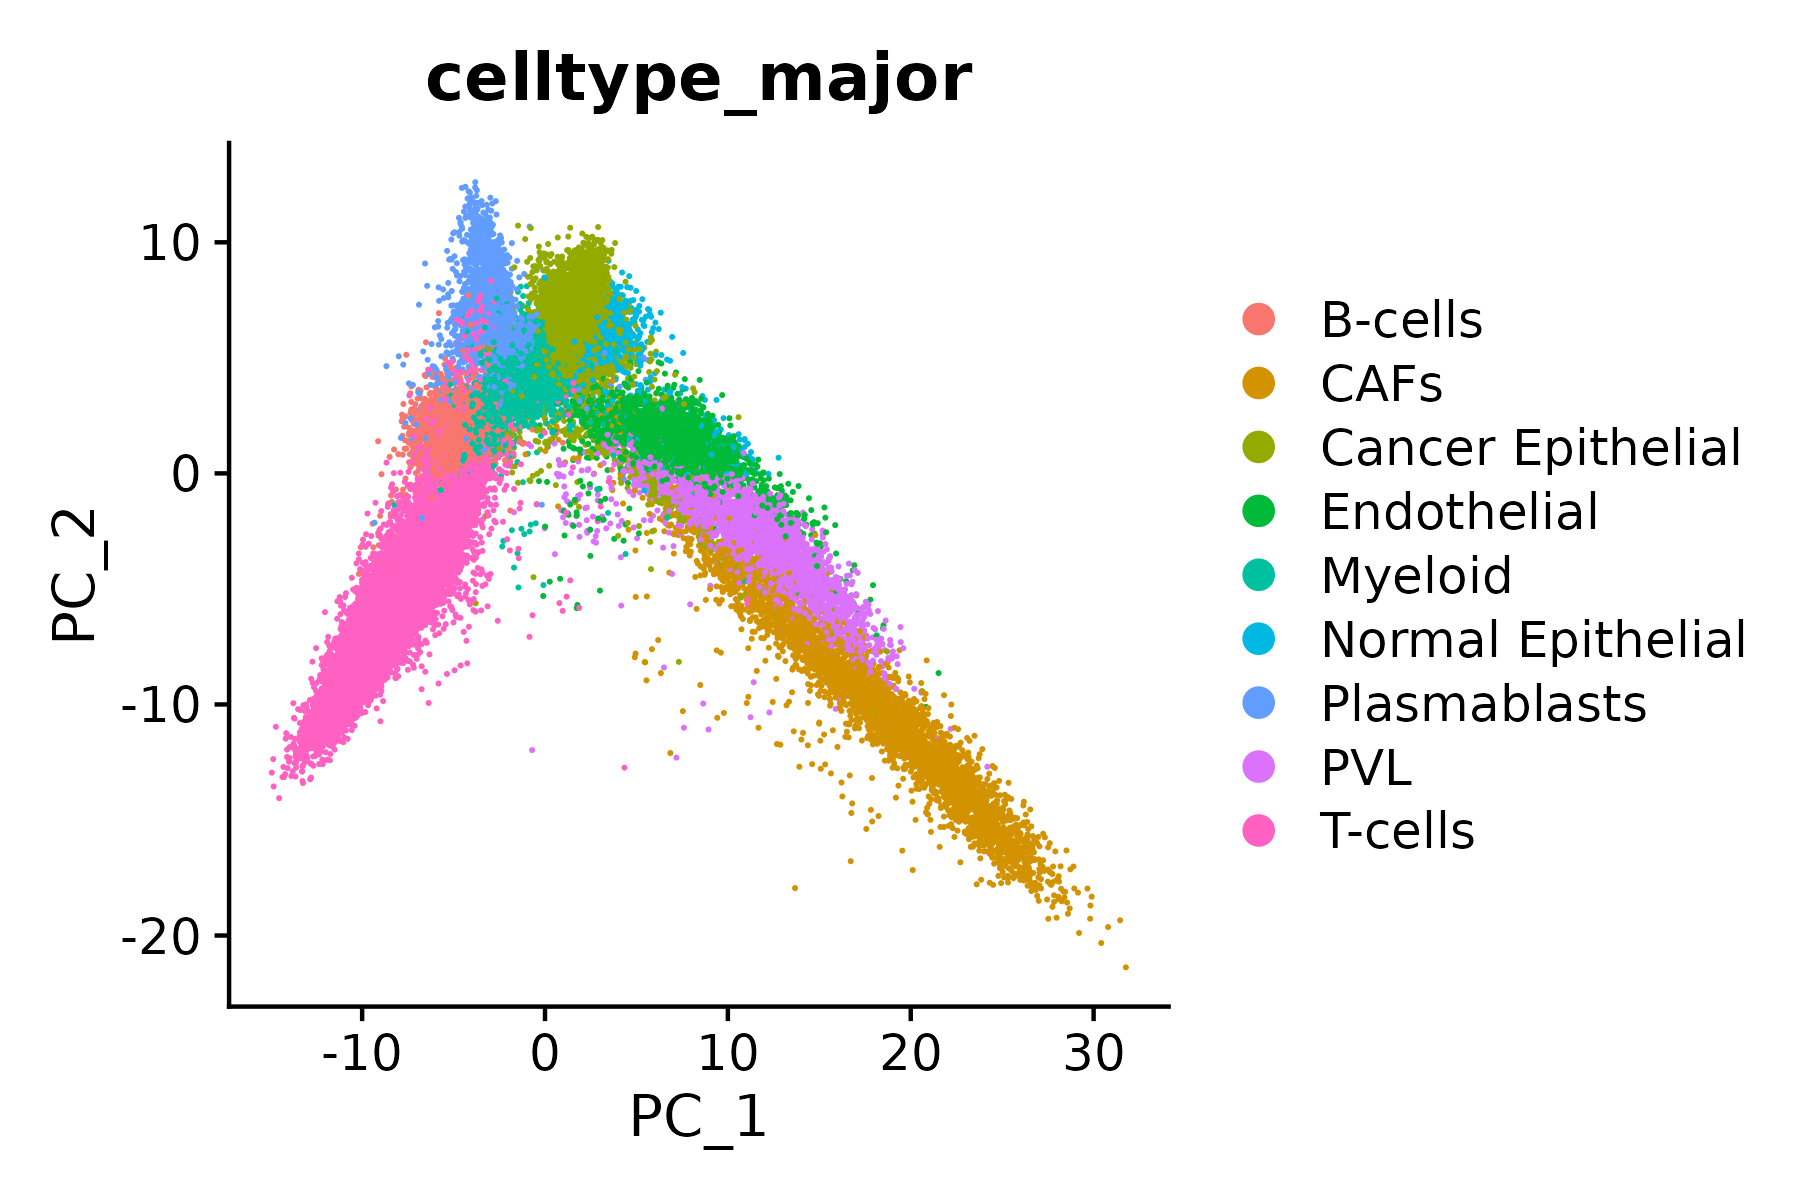 celltype_major
10
0
-10
-20
PC_2
-10
0
10
20
30
PC_1
B-cells
CAFs
Cancer Epithelial
Endothelial
Myeloid
Normal Epithelial
Plasmablasts
PVL
T-cells